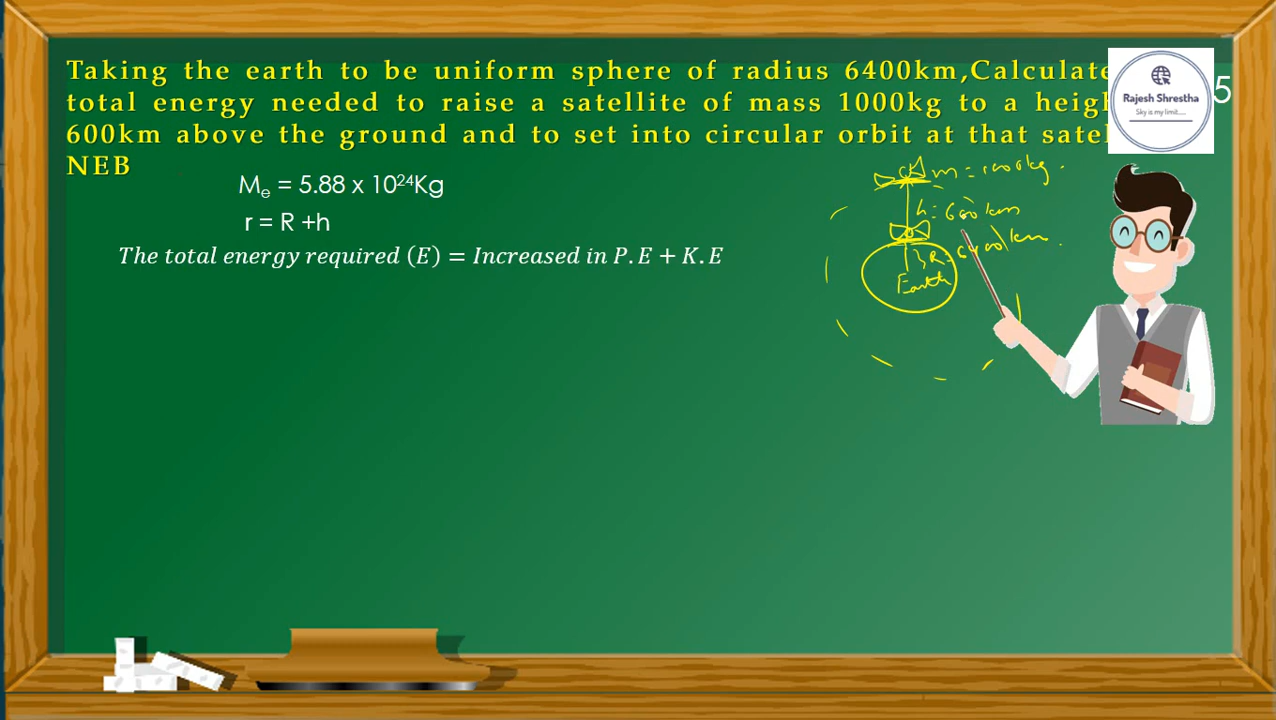 Taking the earth to be uniform sphere of radius 6400km,Calculate
total energy needed to raise a satellite of mass 1000kg to a heigh
600km above the ground and to set into circular orbit at that satel
NEB
5
Rajesh Shrestha
Sky is my limit......
Mₑ = 5.88 x 10²⁴Kg
r = R +h
The total energy required (E) = Increased in P.E + K.E
m = 1000kg.
h = 600km
R = 6400km.
Earth